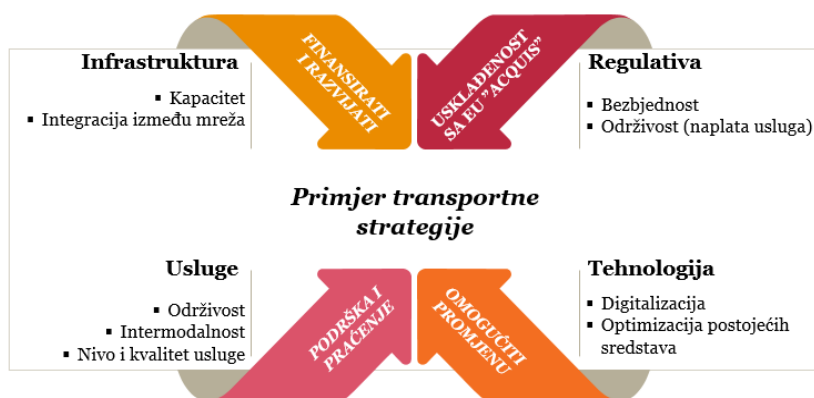 Infrastruktura
▪ Kapacitet
▪ Integracija između mreža
FINANSIRATI
I RAZVIJATI
USKLAĐENOST
SA EU ”ACQUIS”
Regulativa
▪ Bezbjednost
▪ Održivost (naplata usluga)
Primjer transportne
strategije
Usluge
▪ Održivost
▪ Intermodalnost
▪ Nivo i kvalitet usluge
PODRŠKA I
PRAČENJE
OMOGUĆITI
PROMJENU
Tehnologija
▪ Digitalizacija
▪ Optimizacija postojećih
sredstava